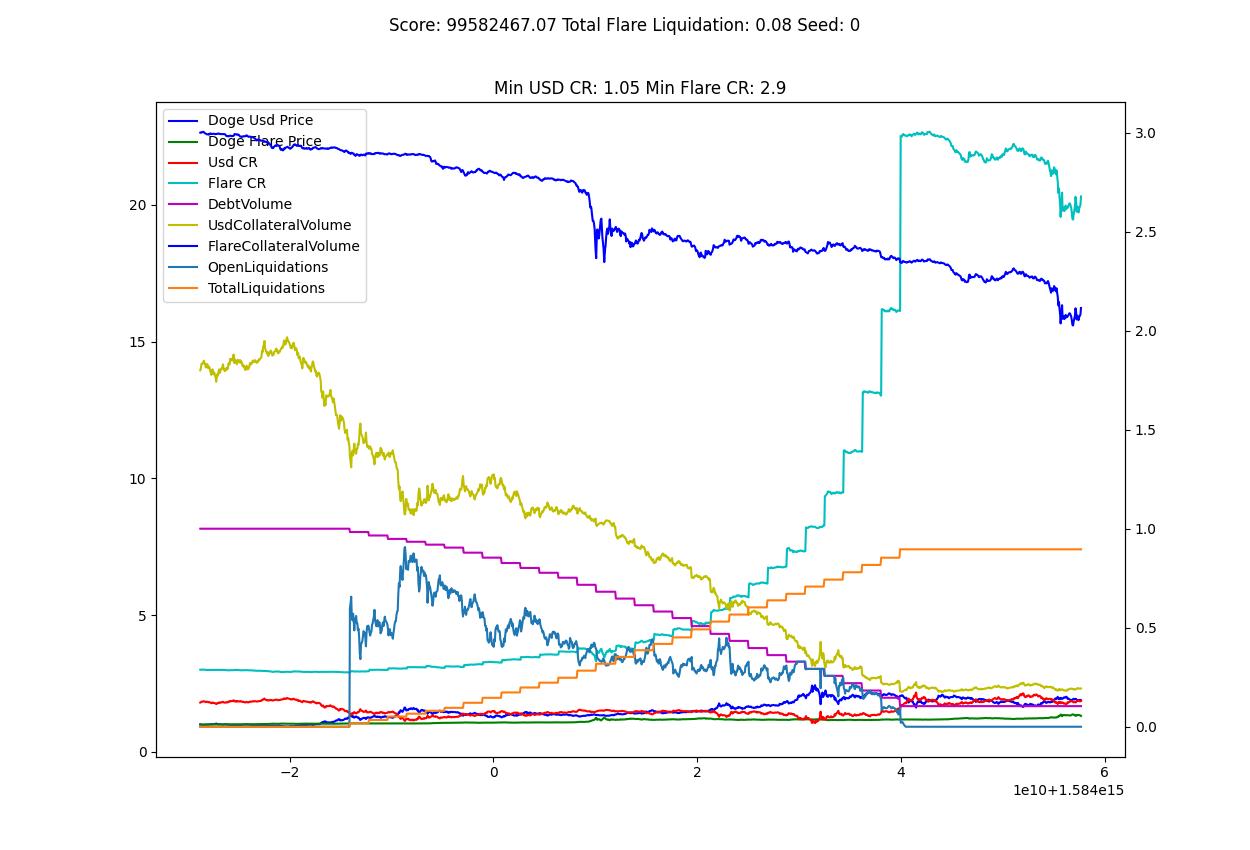 Score: 99582467.07 Total Flare Liquidation: 0.08 Seed: 0
Min USD CR: 1.05 Min Flare CR: 2.9
Doge Usd Price
Doge Flare Price
Usd CR
Flare CR
DebtVolume
UsdCollateralVolume
FlareCollateralVolume
OpenLiquidations
TotalLiquidations
20
15
10
5
0
3.0
2.5
2.0
1.5
1.0
0.5
0.0
−2 0 2 4 6
1e10+1.584e15